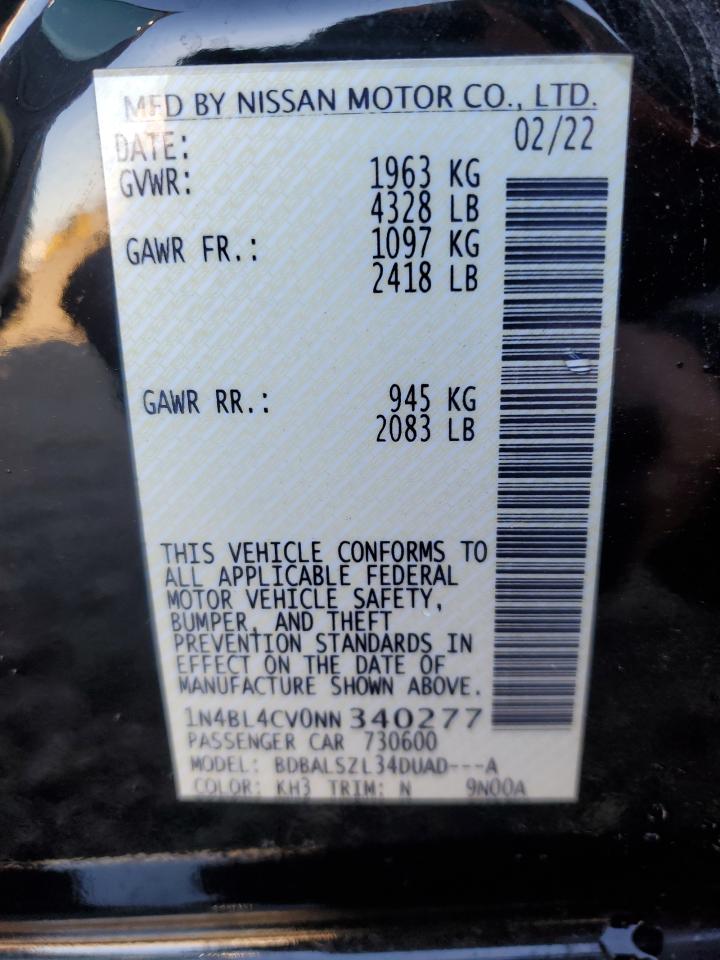 MFD BY NISSAN MOTOR CO., LTD.
DATE: 02/22
GVWR: 1963 KG
4328 LB
GAWR FR.: 1097 KG
2418 LB
GAWR RR.: 945 KG
2083 LB
THIS VEHICLE CONFORMS TO
ALL APPLICABLE FEDERAL
MOTOR VEHICLE SAFETY,
BUMPER, AND THEFT
PREVENTION STANDARDS IN
EFFECT ON THE DATE OF
MANUFACTURE SHOWN ABOVE.
1N4BL4CV0NN 340277
PASSENGER CAR 730600
MODEL: BDBALSZL34DUAD---A
COLOR: KH3 TRIM: N 9N00A